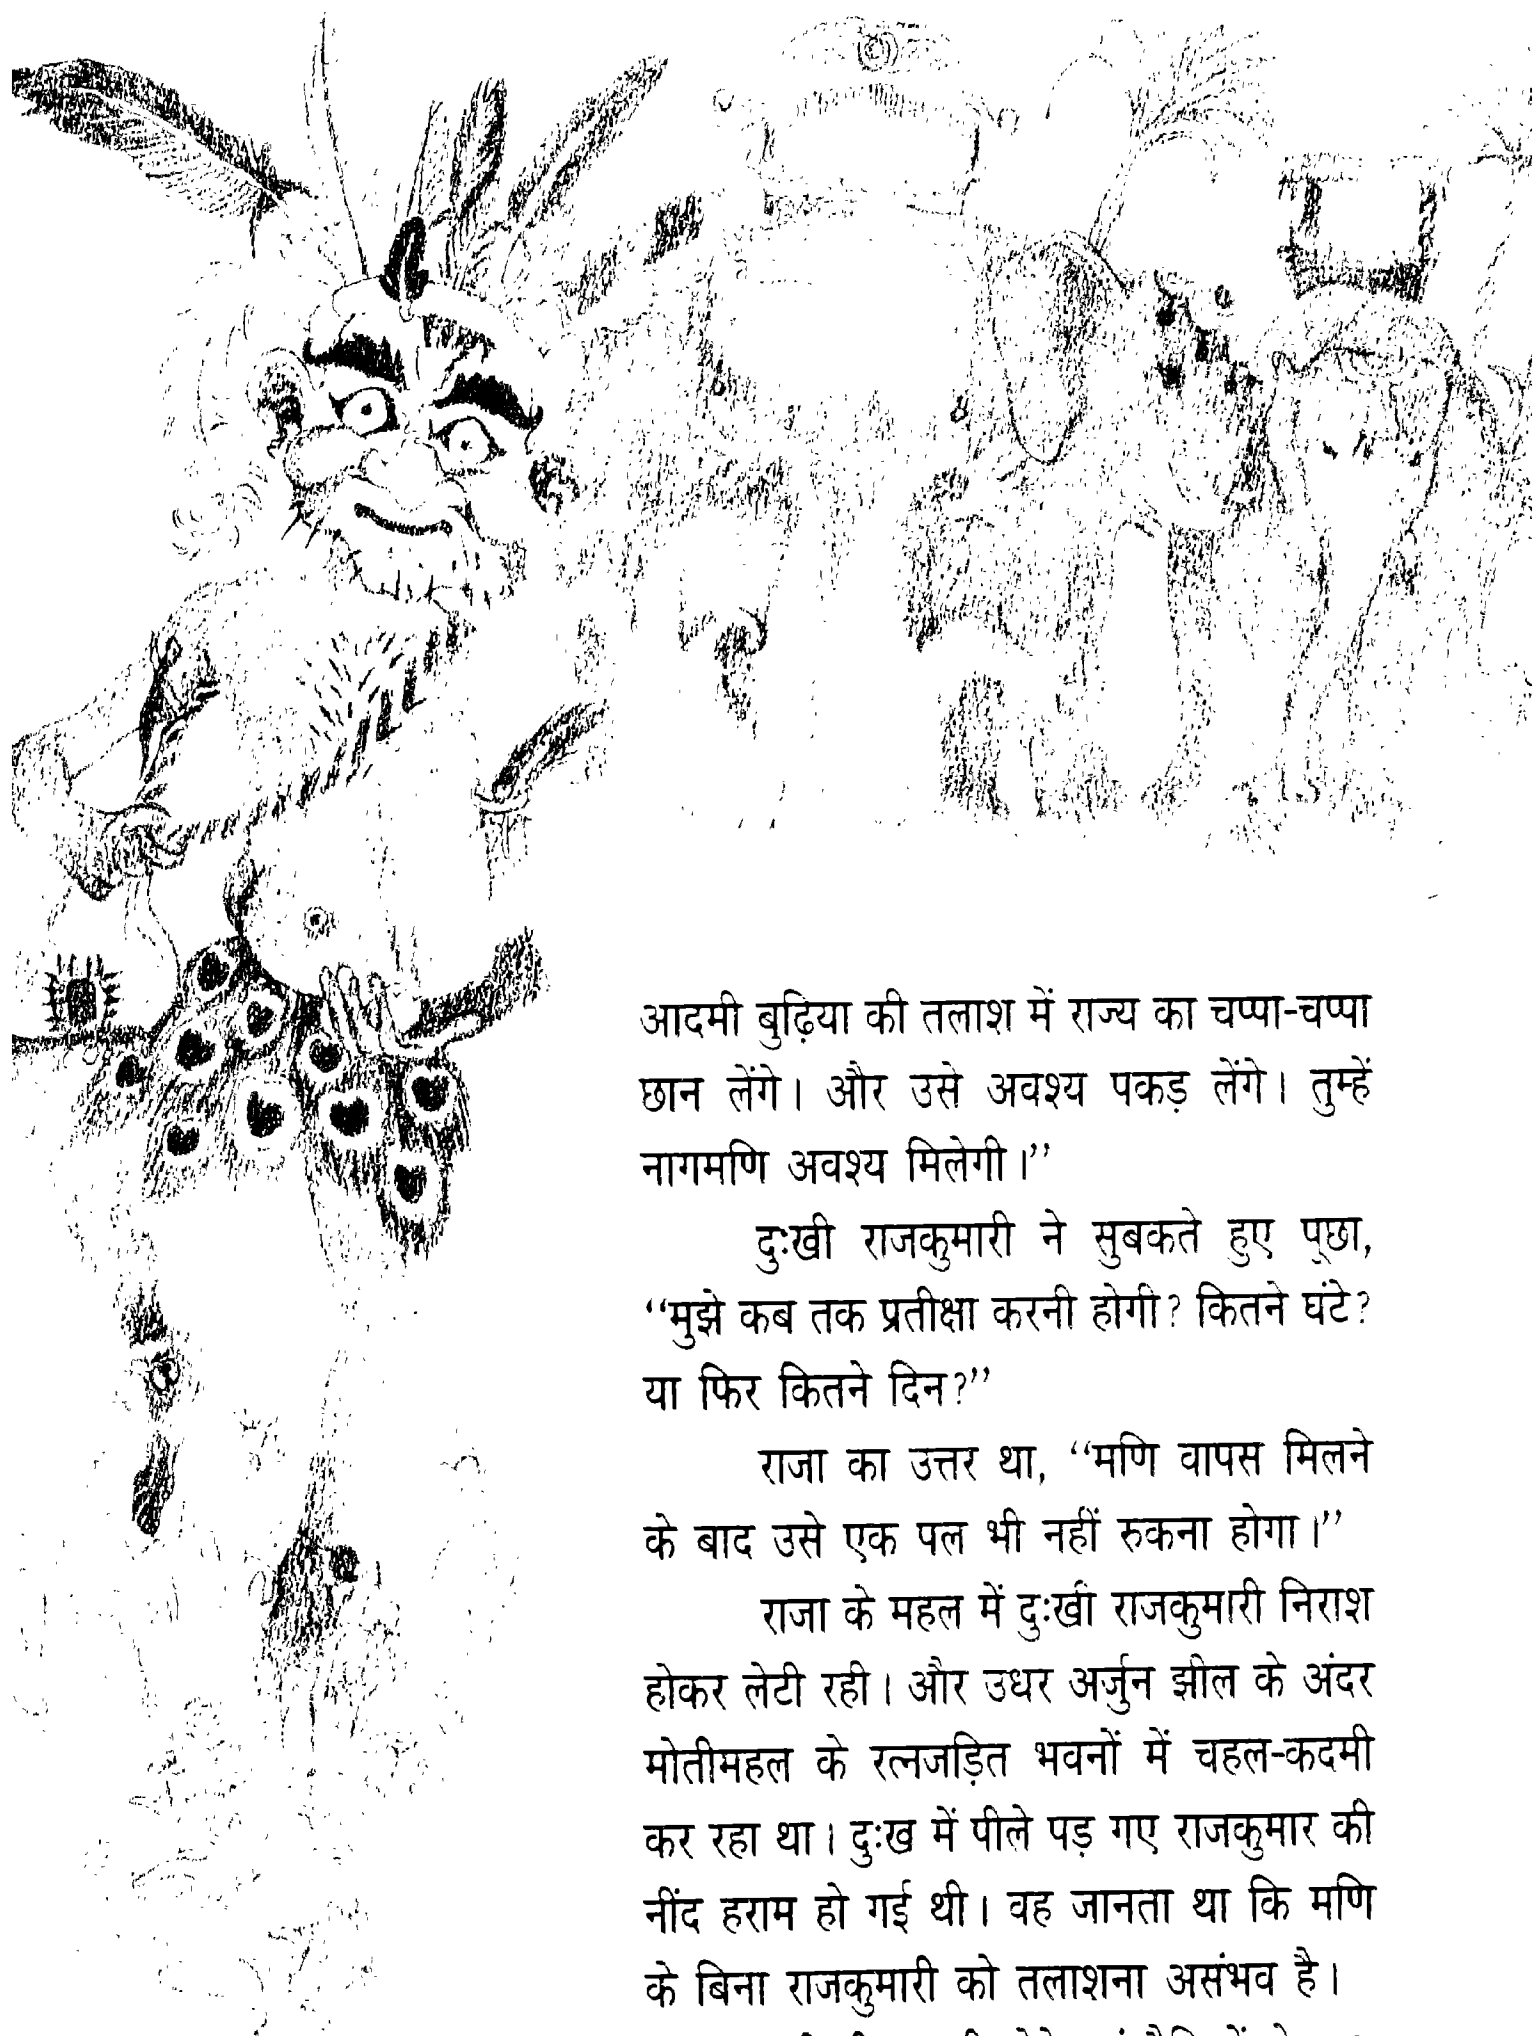 आदमी बुढ़िया की तलाश में राज्य का चप्पा-चप्पा
छान लेंगे। और उसे अवश्य पकड़ लेंगे। तुम्हें
नागमणि अवश्य मिलेगी।”
दुःखी राजकुमारी ने सुबकते हुए पूछा,
“मुझे कब तक प्रतीक्षा करनी होगी? कितने घंटे?
या फिर कितने दिन?”
राजा का उत्तर था, “मणि वापस मिलने
के बाद उसे एक पल भी नहीं रुकना होगा।”
राजा के महल में दुःखी राजकुमारी निराश
होकर लेटी रही। और उधर अर्जुन झील के अंदर
मोतीमहल के रत्नजड़ित भवनों में चहल-कदमी
कर रहा था। दुःख में पीले पड़ गए राजकुमार की
नींद हराम हो गई थी। वह जानता था कि मणि
के बिना राजकुमारी को तलाशना असंभव है।